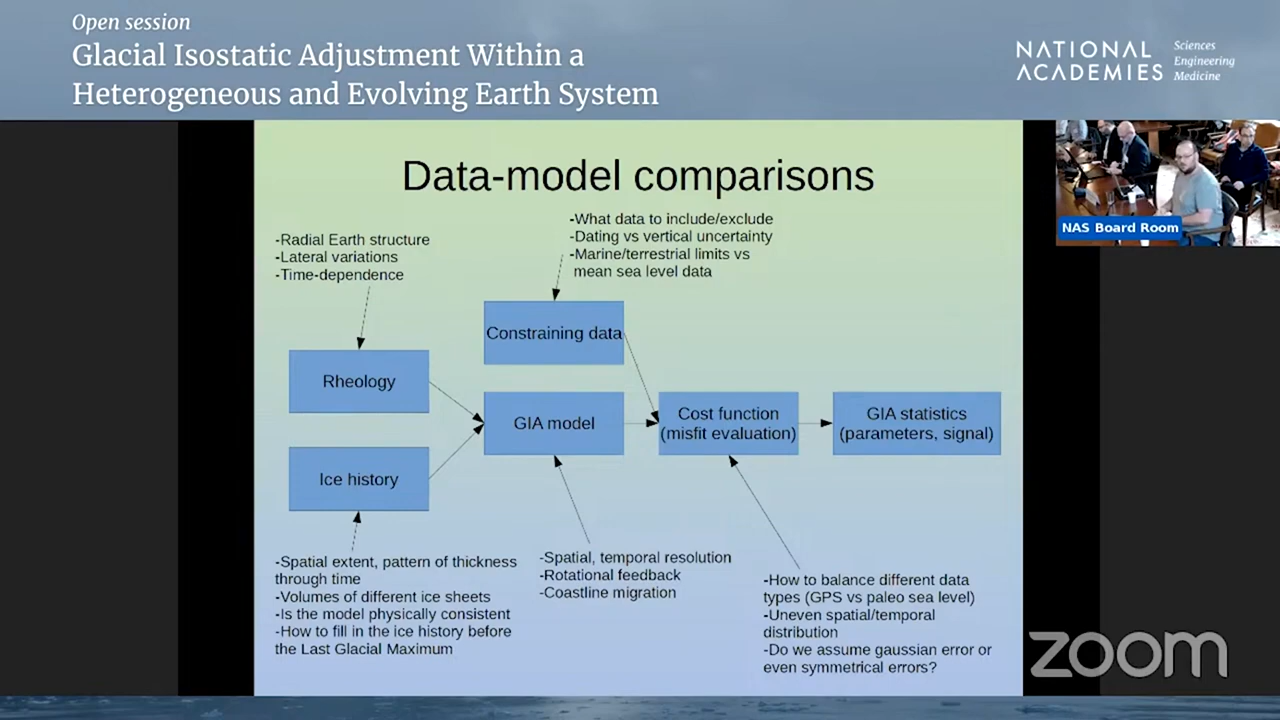 Open session
Glacial Isostatic Adjustment Within a
Heterogeneous and Evolving Earth System
NATIONAL
ACADEMIES
Sciences
Engineering
Medicine
NAS Board Room
Data-model comparisons
-Radial Earth structure
-Lateral variations
-Time-dependence
-What data to include/exclude
-Dating vs vertical uncertainty
-Marine/terrestrial limits vs
mean sea level data
Constraining data
Rheology
GIA model
Cost function
(misfit evaluation)
GIA statistics
(parameters, signal)
Ice history
-Spatial extent, pattern of thickness
through time
-Volumes of different ice sheets
-Is the model physically consistent
-How to fill in the ice history before
the Last Glacial Maximum
-Spatial, temporal resolution
-Rotational feedback
-Coastline migration
-How to balance different data
types (GPS vs paleo sea level)
-Uneven spatial/temporal
distribution
-Do we assume gaussian error or
even symmetrical errors?
zoom